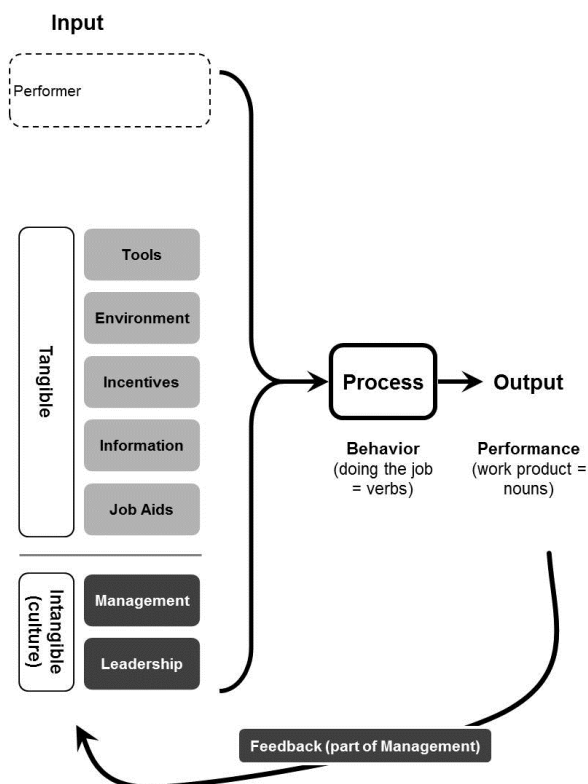 Input
Performer
Tangible
Tools
Environment
Incentives
Information
Job Aids
Intangible
(culture)
Management
Leadership
Process
Output
Behavior
(doing the job
= verbs)
Performance
(work product =
nouns)
Feedback (part of Management)